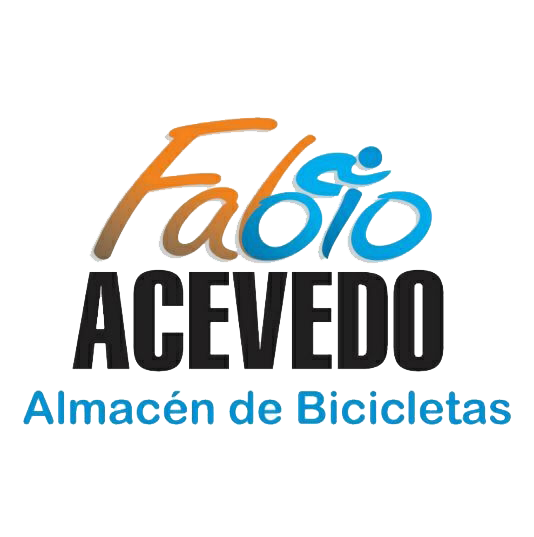 Fabio
ACEVEDO
Almacén de Bicicletas